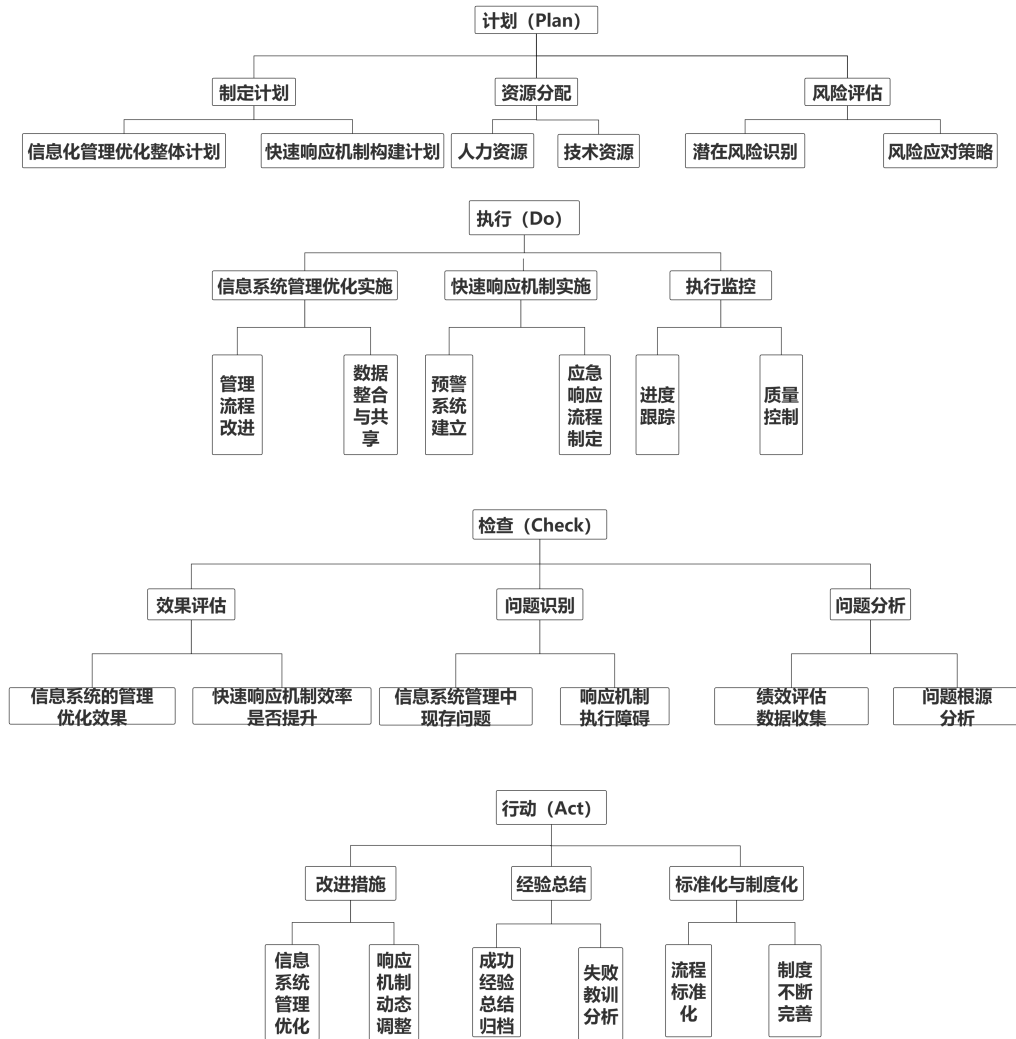 计划（Plan）
制定计划
资源分配
风险评估
信息化管理优化整体计划
快速响应机制构建计划
人力资源
技术资源
潜在风险识别
风险应对策略
执行（Do）
信息系统管理优化实施
快速响应机制实施
执行监控
管理
流程
改进
数据
整合
与共
享
预警
系统
建立
应急
响应
流程
制定
进度
跟踪
质量
控制
检查（Check）
效果评估
问题识别
问题分析
信息系统的管理
优化效果
快速响应机制效率
是否提升
信息系统管理中
现存问题
响应机制
执行障碍
绩效评估
数据收集
问题根源
分析
行动（Act）
改进措施
经验总结
标准化与制度化
信息
系统
管理
优化
响应
机制
动态
调整
成功
经验
总结
归档
失败
教训
分析
流程
标准
化
制度
不断
完善